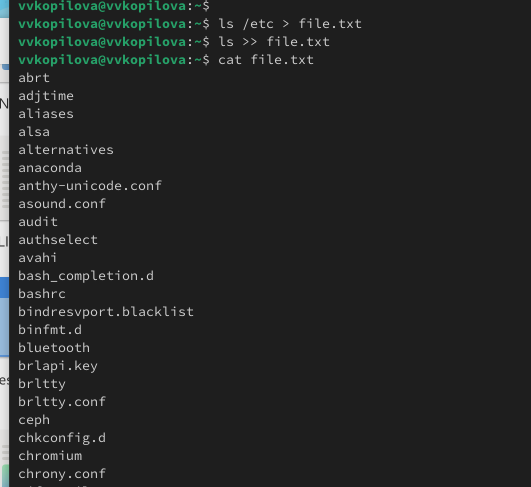 vvkopilova@vvkopilova:~$
vvkopilova@vvkopilova:~$ ls /etc > file.txt
vvkopilova@vvkopilova:~$ ls >> file.txt
vvkopilova@vvkopilova:~$ cat file.txt
abrt
adjtime
aliases
alsa
alternatives
anaconda
anthy-unicode.conf
asound.conf
audit
authselect
avahi
bash_completion.d
bashrc
bindresvport.blacklist
binfmt.d
bluetooth
brlapi.key
brltty
brltty.conf
ceph
chkconfig.d
chromium
chrony.conf